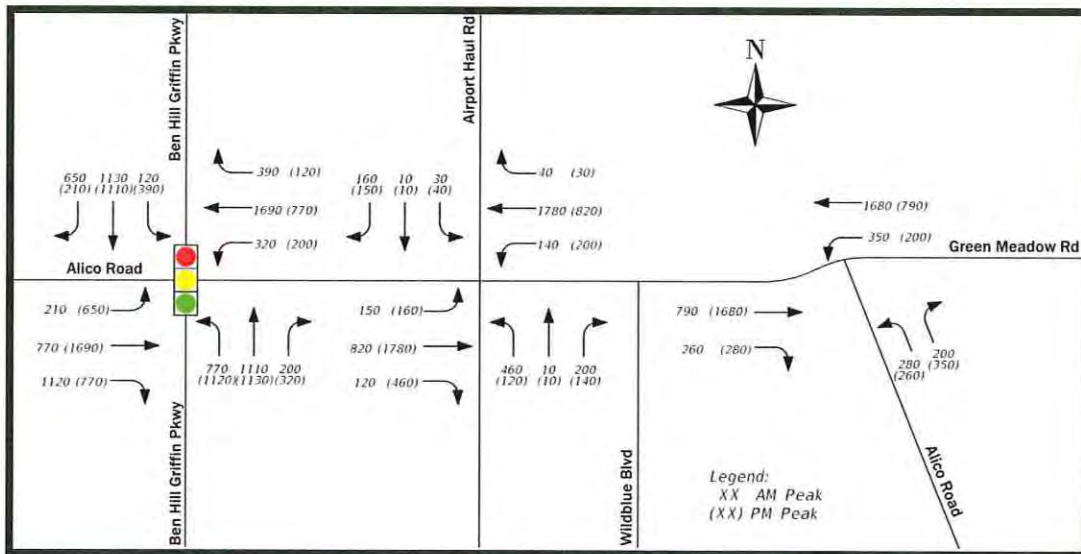 Ben Hill Griffin Pkwy
Airport Haul Rd
N
650 1130 120
(210) (1110) (390)
390 (120)
1690 (770)
320 (200)
160 10 30
(150) (10) (40)
40 (30)
1780 (820)
140 (200)
1680 (790)
350 (200)
Green Meadow Rd
Alico Road
210 (650)
770 (1690)
1120 (770)
770 1110 200
(1120) (1130) (320)
150 (160)
820 (1780)
120 (460)
460 10 200
(120) (10) (140)
790 (1680)
260 (280)
280 200
(260) (350)
Ben Hill Griffin Pkwy
Wildblue Blvd
Alico Road
Legend:
XX AM Peak
(XX) PM Peak